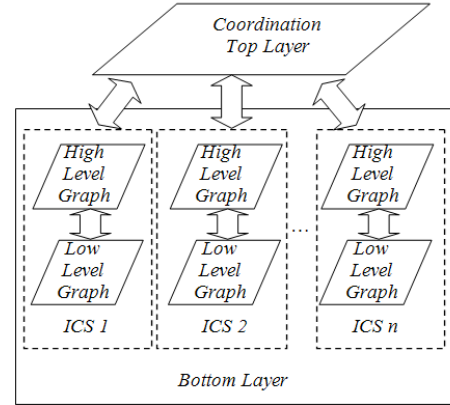 Coordination
Top Layer
High
Level
Graph
High
Level
Graph
High
Level
Graph
...
Low
Level
Graph
Low
Level
Graph
Low
Level
Graph
ICS 1
ICS 2
ICS n
Bottom Layer